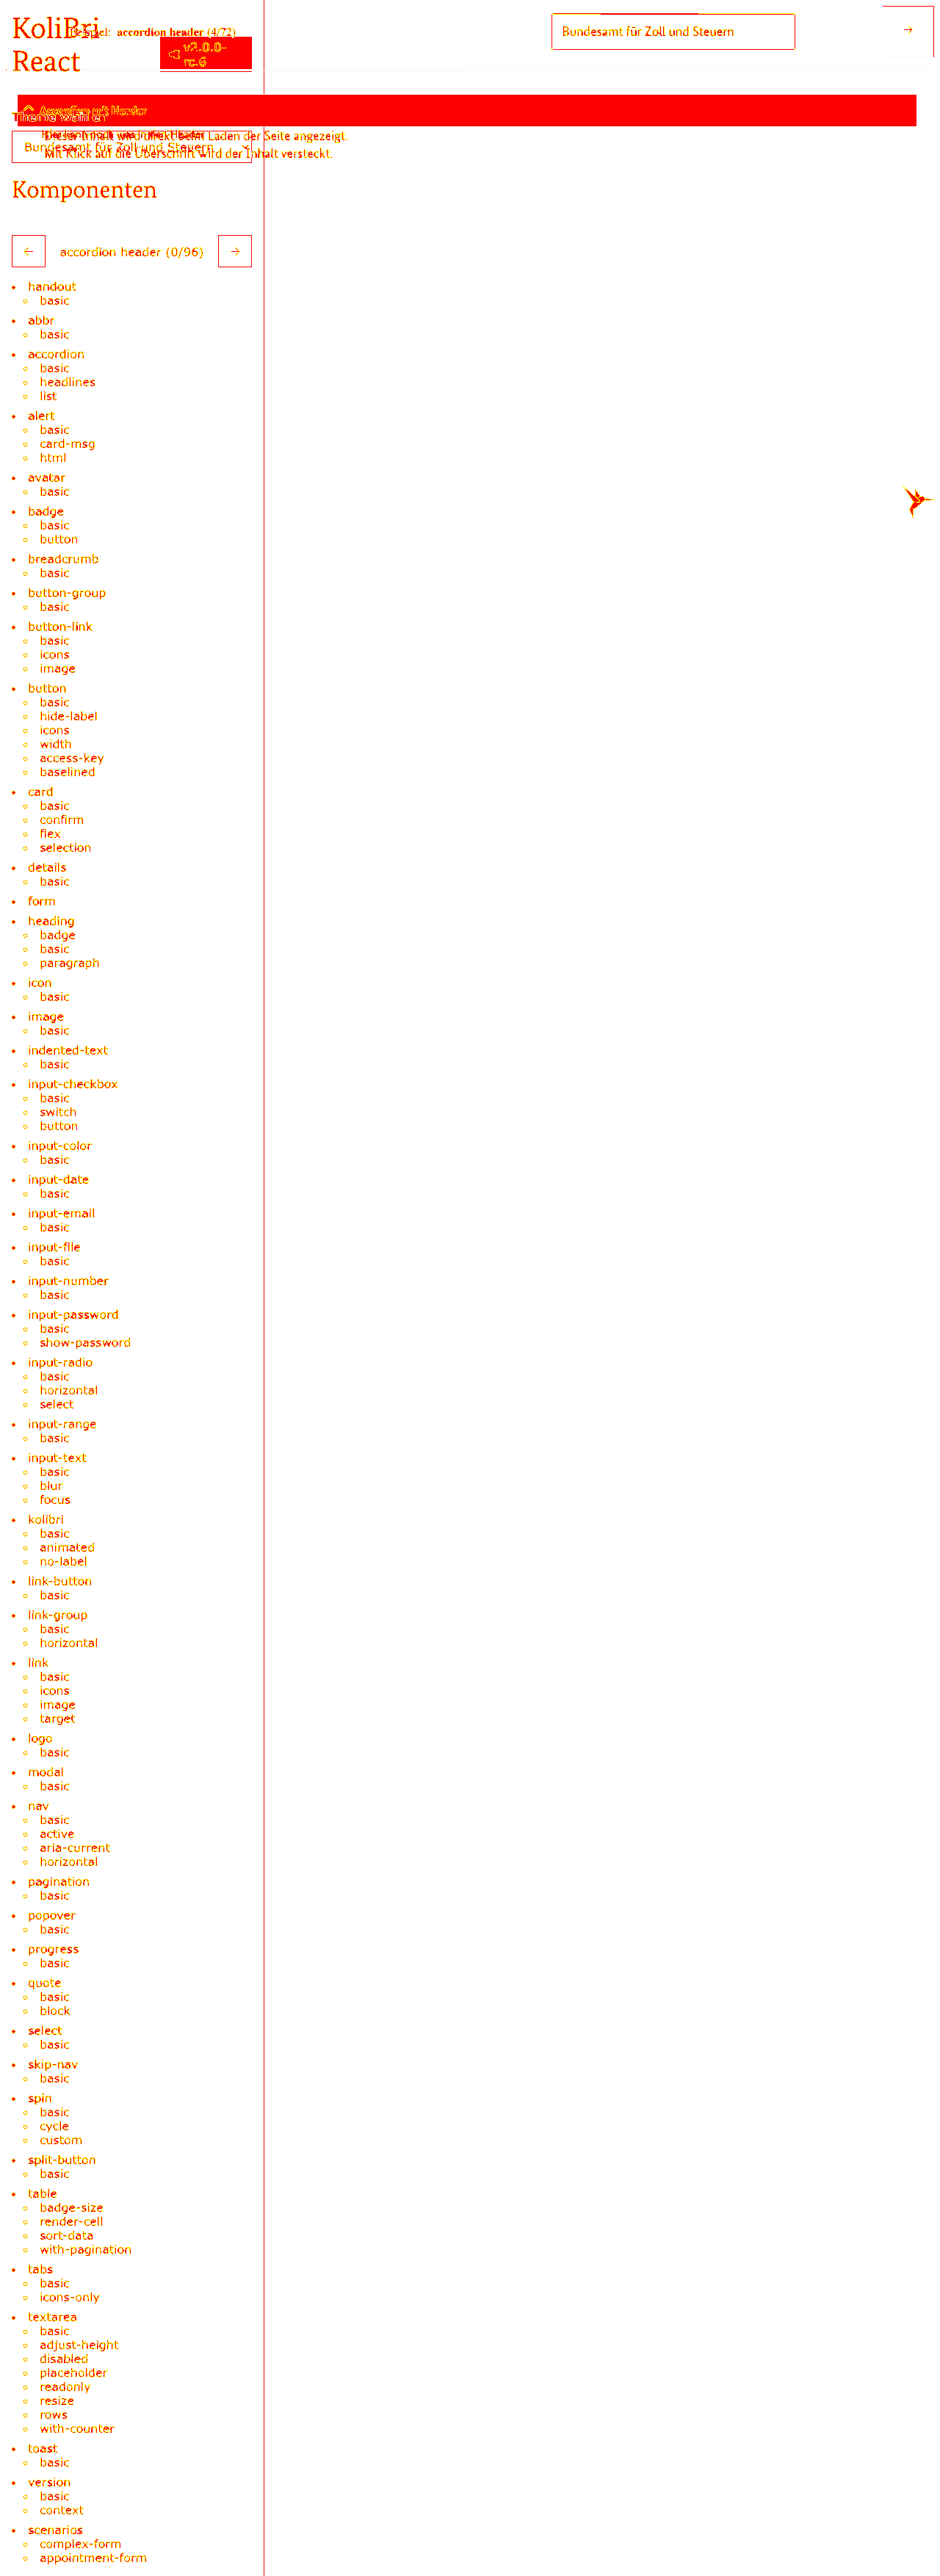 KoliBri
React
Beispiel: accordion header (4/72)
v2.0.0-
rc.6
Bundesamt für Zoll und Steuern
→
Accordion mit Header
Theme wählen
Dieser Inhalt wird direkt beim Laden der Seite angezeigt.
Bundesamt für Zoll und Steuern
Mit Klick auf die Überschrift wird der Inhalt versteckt.
Komponenten
← accordion header (0/96) →
handout
basic
abbr
basic
accordion
basic
headlines
list
alert
basic
card-msg
html
avatar
basic
badge
basic
button
breadcrumb
basic
button-group
basic
button-link
basic
icons
image
button
basic
hide-label
icons
width
access-key
baselined
card
basic
confirm
flex
selection
details
basic
form
heading
badge
basic
paragraph
icon
basic
image
basic
indented-text
basic
input-checkbox
basic
switch
button
input-color
basic
input-date
basic
input-email
basic
input-file
basic
input-number
basic
input-password
basic
show-password
input-radio
basic
horizontal
select
input-range
basic
input-text
basic
blur
focus
kolibri
basic
animated
no-label
link-button
basic
link-group
basic
horizontal
link
basic
icons
image
target
logo
basic
modal
basic
nav
basic
active
aria-current
horizontal
pagination
basic
popover
basic
progress
basic
quote
basic
block
select
basic
skip-nav
basic
spin
basic
cycle
custom
split-button
basic
table
badge-size
render-cell
sort-data
with-pagination
tabs
basic
icons-only
textarea
basic
adjust-height
disabled
placeholder
readonly
resize
rows
with-counter
toast
basic
version
basic
context
scenarios
complex-form
appointment-form